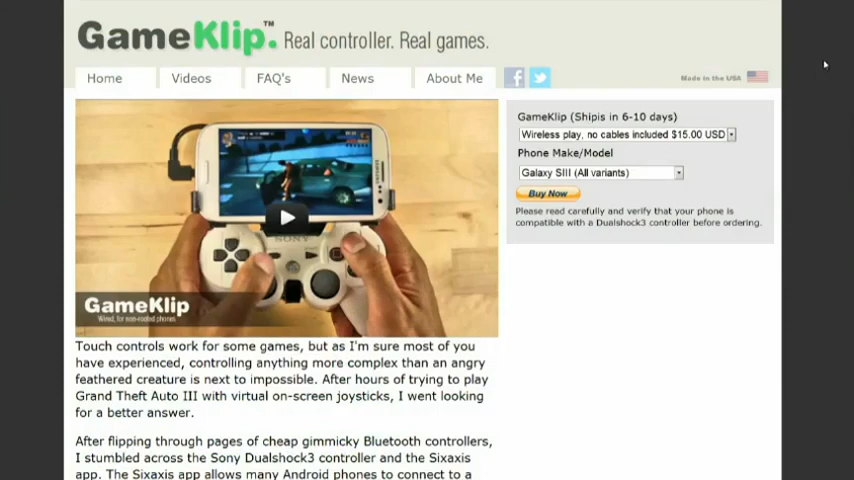 GameKlip.™ Real controller. Real games.
Home Videos FAQ's News About Me f Made in the USA
GameKlip (Shipis in 6-10 days)
Wireless play, no cables included $15.00 USD
Phone Make/Model
Galaxy SIII (All variants)
Buy Now
Please read carefully and verify that your phone is
compatible with a Dualshock3 controller before ordering.
SONY
GameKlip
Wired, for non-rooted phones.
Touch controls work for some games, but as I'm sure most of you
have experienced, controlling anything more complex than an angry
feathered creature is next to impossible. After hours of trying to play
Grand Theft Auto III with virtual on-screen joysticks, I went looking
for a better answer.
After flipping through pages of cheap gimmicky Bluetooth controllers,
I stumbled across the Sony Dualshock3 controller and the Sixaxis
app. The Sixaxis app allows many Android phones to connect to a